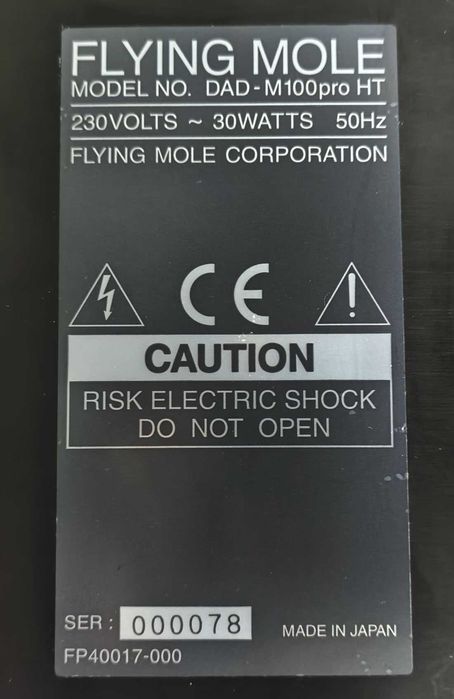 FLYING MOLE
MODEL NO. DAD-M100pro HT
230VOLTS ~ 30WATTS 50Hz
FLYING MOLE CORPORATION
CE
CAUTION
RISK ELECTRIC SHOCK
DO NOT OPEN
SER : 000078
MADE IN JAPAN
FP40017-000